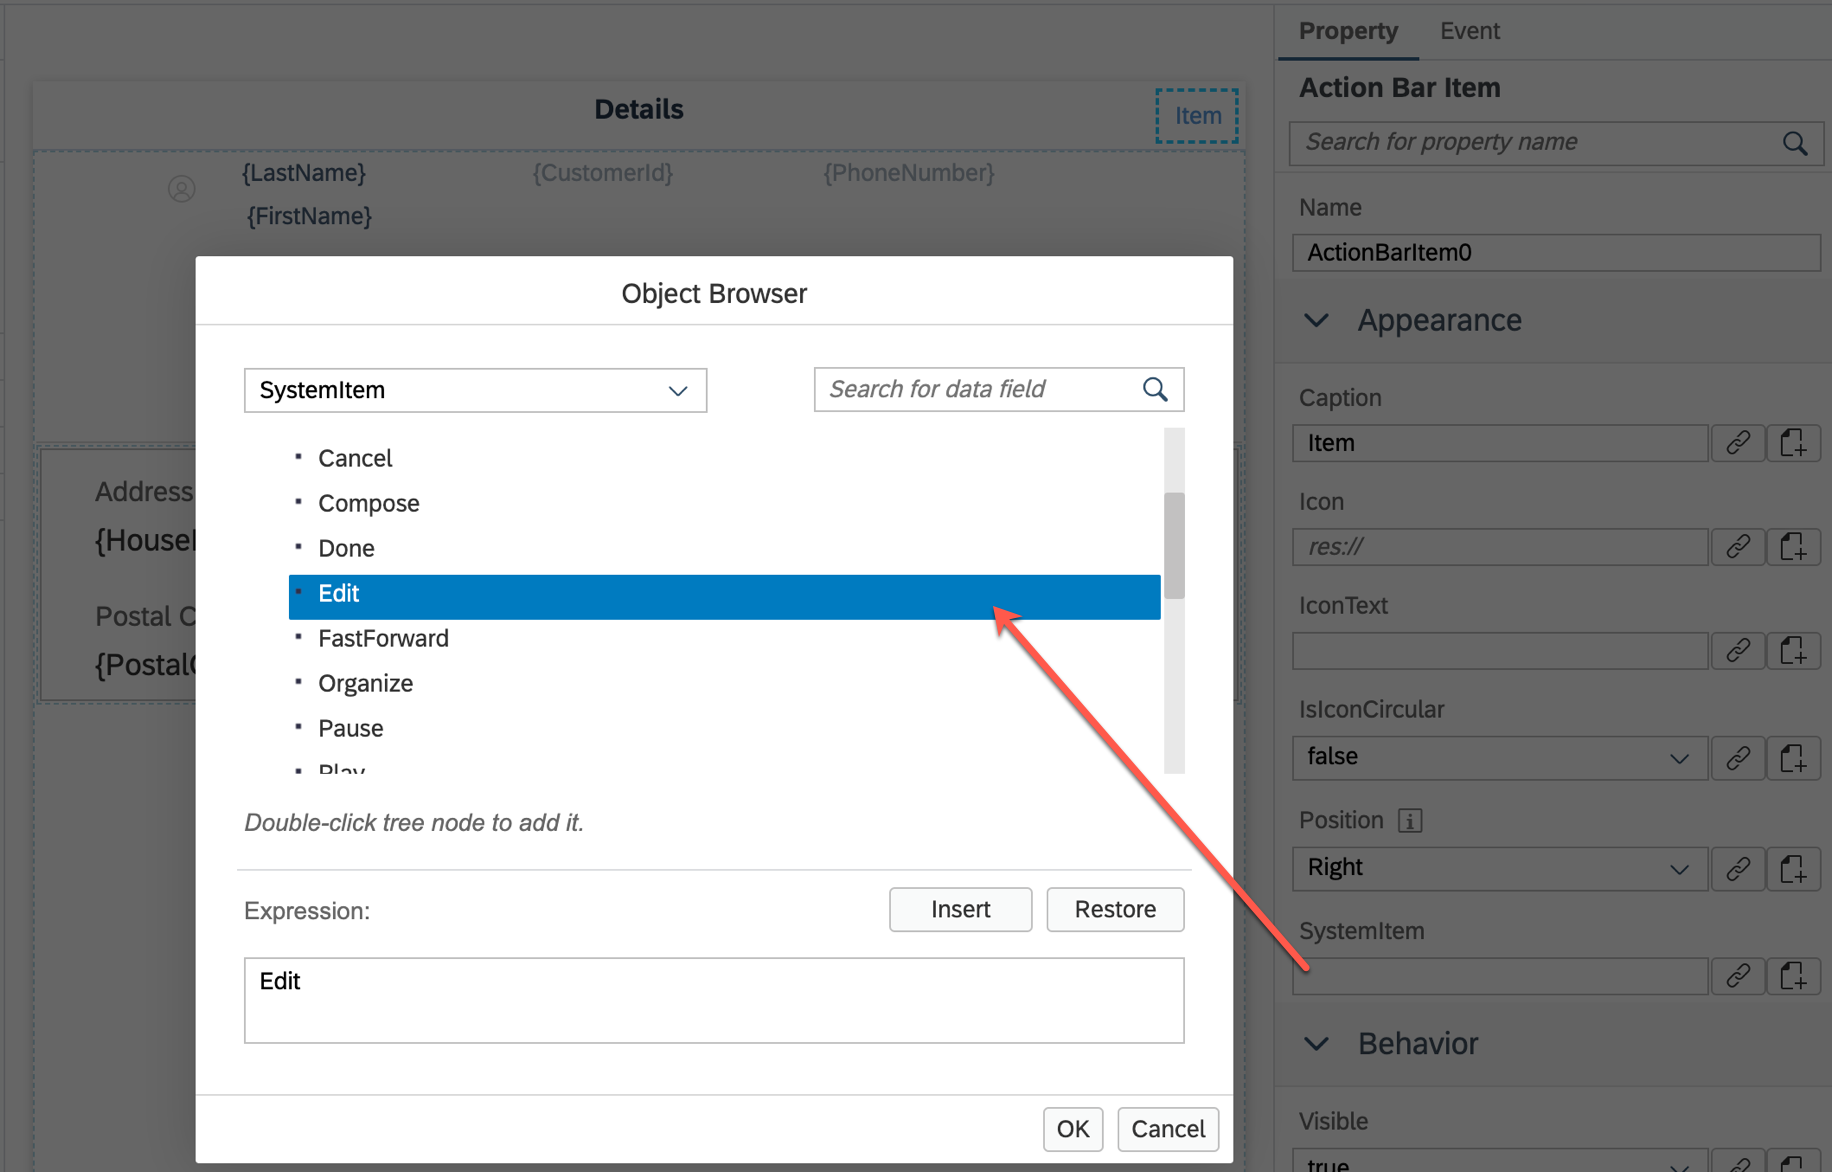 Property Event
Action Bar Item
Search for property name
Name
ActionBarItem0
Appearance
Caption
Item
Icon
res://
IconText
IsIconCircular
false
Position
Right
SystemItem
Behavior
Visible
true
Details
Item
{LastName} {CustomerId} {PhoneNumber}
{FirstName}
Address
{House
Postal C
{Postal
Object Browser
SystemItem
Search for data field
Cancel
Compose
Done
Edit
FastForward
Organize
Pause
Play
Double-click tree node to add it.
Expression:
Insert Restore
Edit
OK Cancel